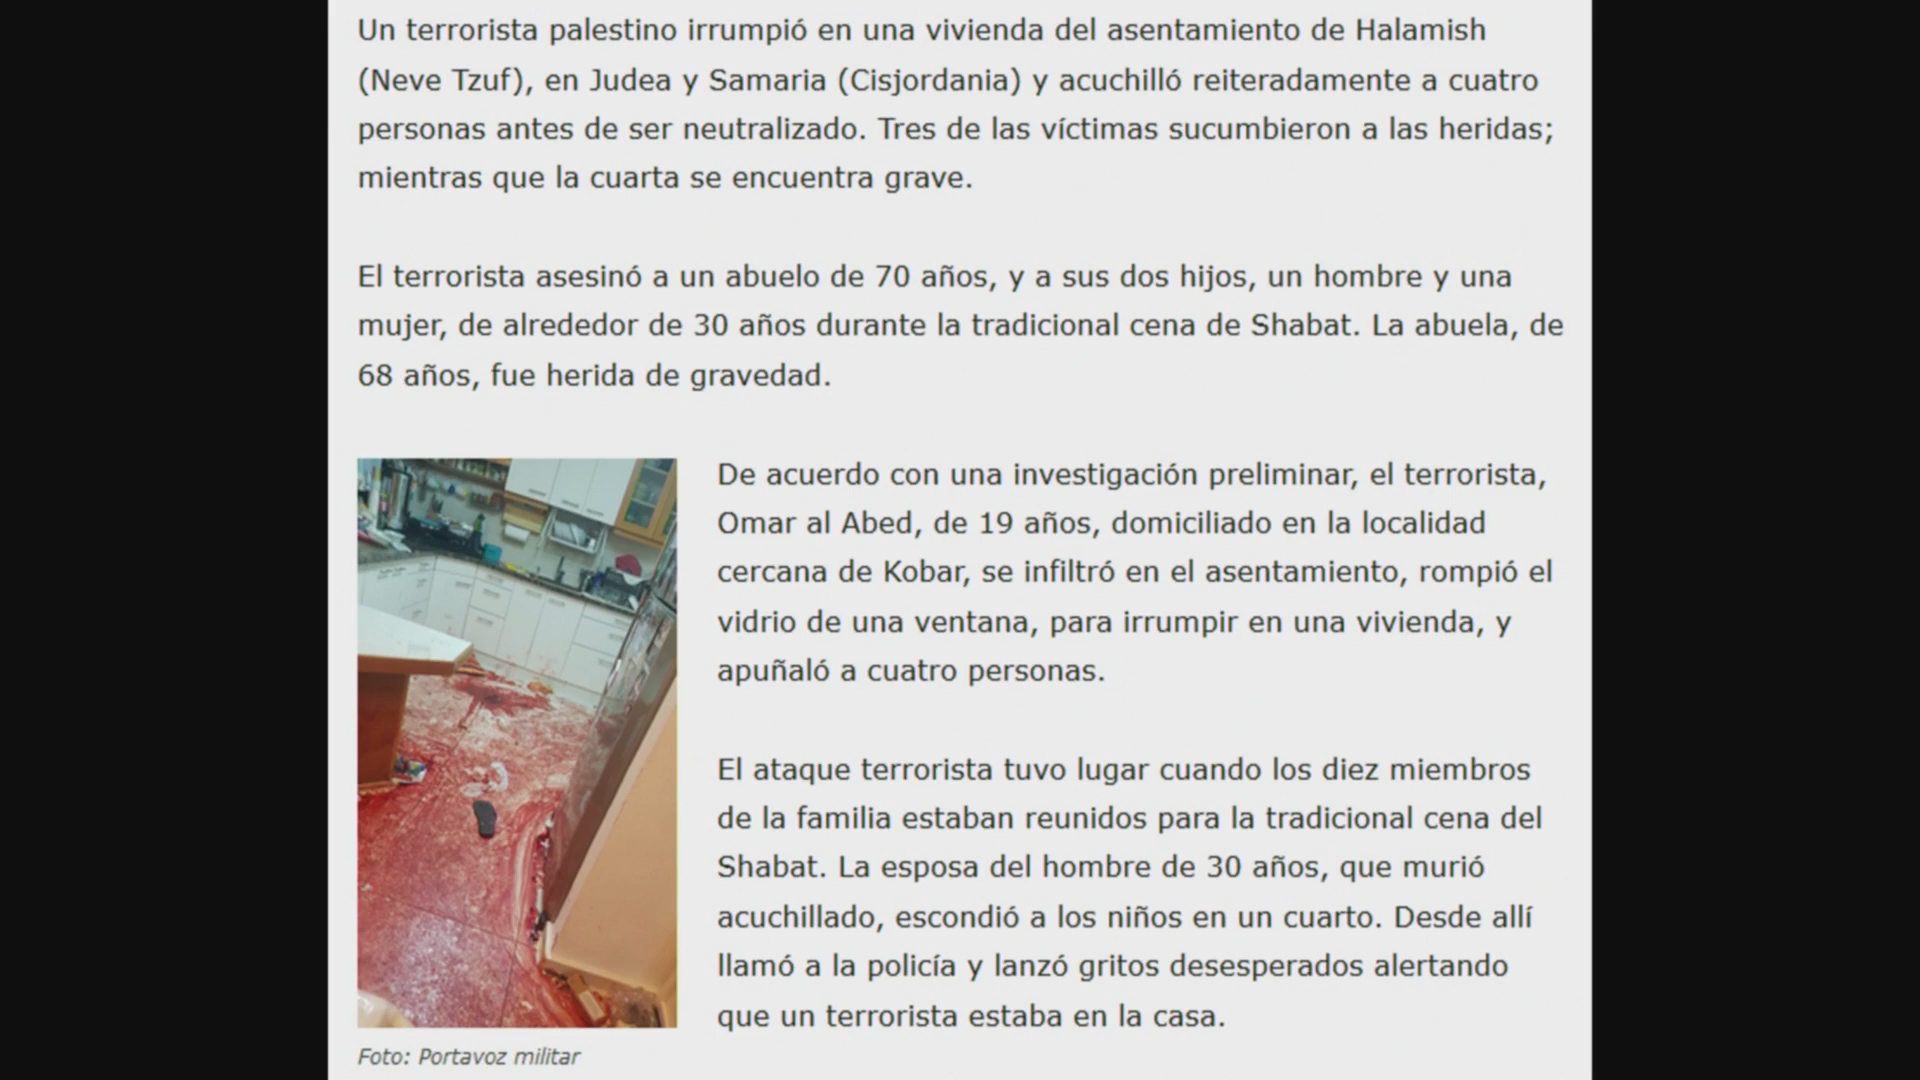 Un terrorista palestino irrumpió en una vivienda del asentamiento de Halamish
(Neve Tzuf), en Judea y Samaria (Cisjordania) y acuchilló reiteradamente a cuatro
personas antes de ser neutralizado. Tres de las víctimas sucumbieron a las heridas;
mientras que la cuarta se encuentra grave.
El terrorista asesinó a un abuelo de 70 años, y a sus dos hijos, un hombre y una
mujer, de alrededor de 30 años durante la tradicional cena de Shabat. La abuela, de
68 años, fue herida de gravedad.
De acuerdo con una investigación preliminar, el terrorista,
Omar al Abed, de 19 años, domiciliado en la localidad
cercana de Kobar, se infiltró en el asentamiento, rompió el
vidrio de una ventana, para irrumpir en una vivienda, y
apuñaló a cuatro personas.
El ataque terrorista tuvo lugar cuando los diez miembros
de la familia estaban reunidos para la tradicional cena del
Shabat. La esposa del hombre de 30 años, que murió
acuchillado, escondió a los niños en un cuarto. Desde allí
llamó a la policía y lanzó gritos desesperados alertando
que un terrorista estaba en la casa.
Foto: Portavoz militar